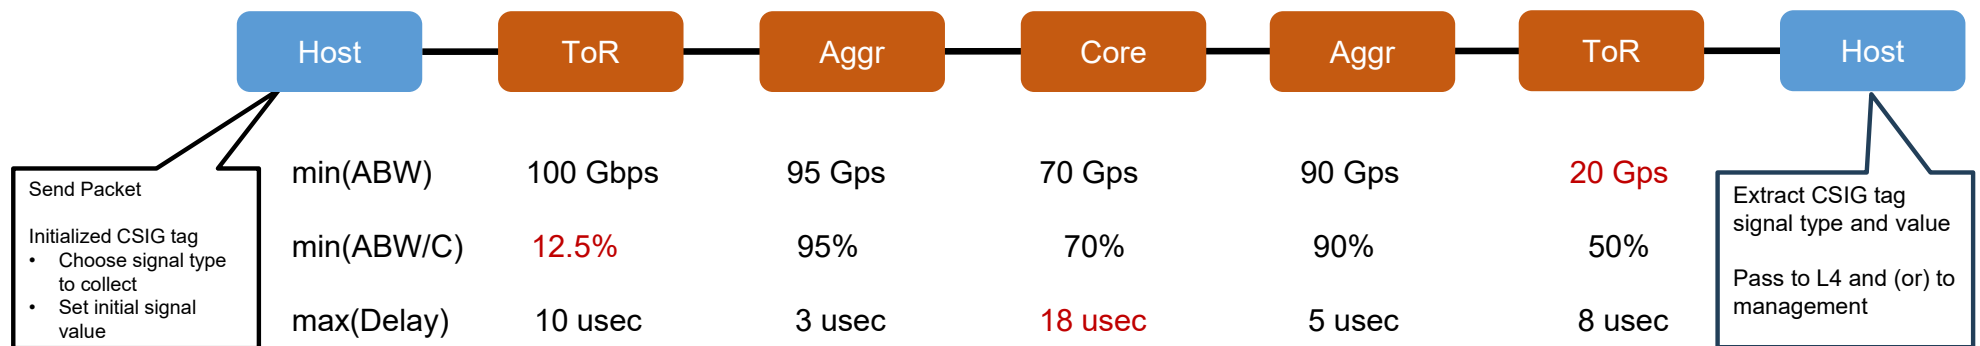 Host ToR Aggr Core Aggr ToR Host
min(ABW) 100 Gbps 95 Gps 70 Gps 90 Gps 20 Gps
min(ABW/C) 12.5% 95% 70% 90% 50%
max(Delay) 10 usec 3 usec 18 usec 5 usec 8 usec
Send Packet
Initialized CSIG tag
• Choose signal type
to collect
• Set initial signal
value
Extract CSIG tag
signal type and value
Pass to L4 and (or) to
management